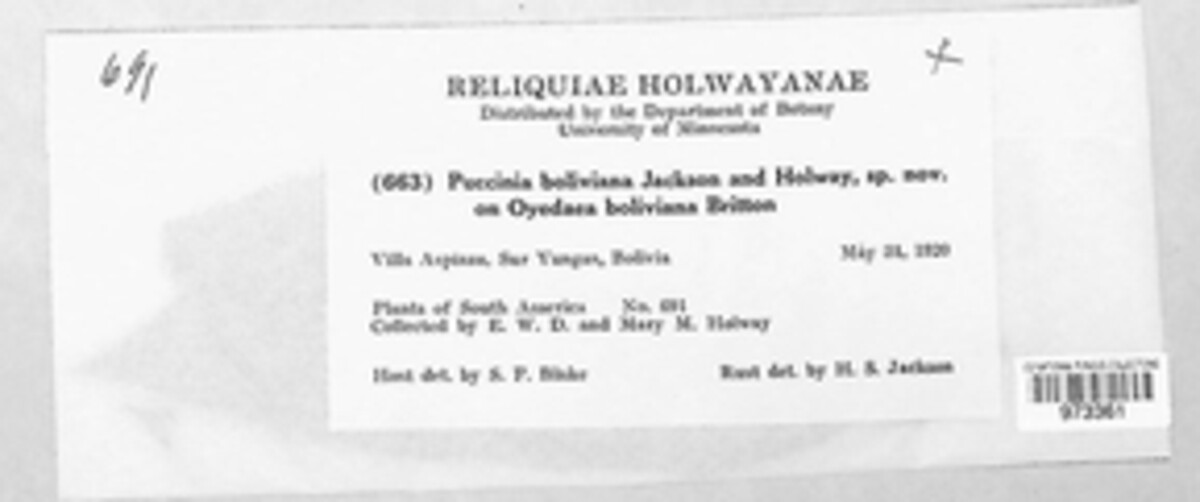 691
RELIQUIAE HOLWAYANAE
Distributed by the Department of Botany
University of Minnesota
(663) Puccinia boliviana Jackson and Holway, sp. nov.
on Oyedaea boliviana Britton
Villa Aspiazu, Sur Yungas, Bolivia May 1920
Plants of South America No. 691
Collected by E. W. D. and Mary M. Holway
Host det. by S. F. Blake Rust det. by H. S. Jackson
973361